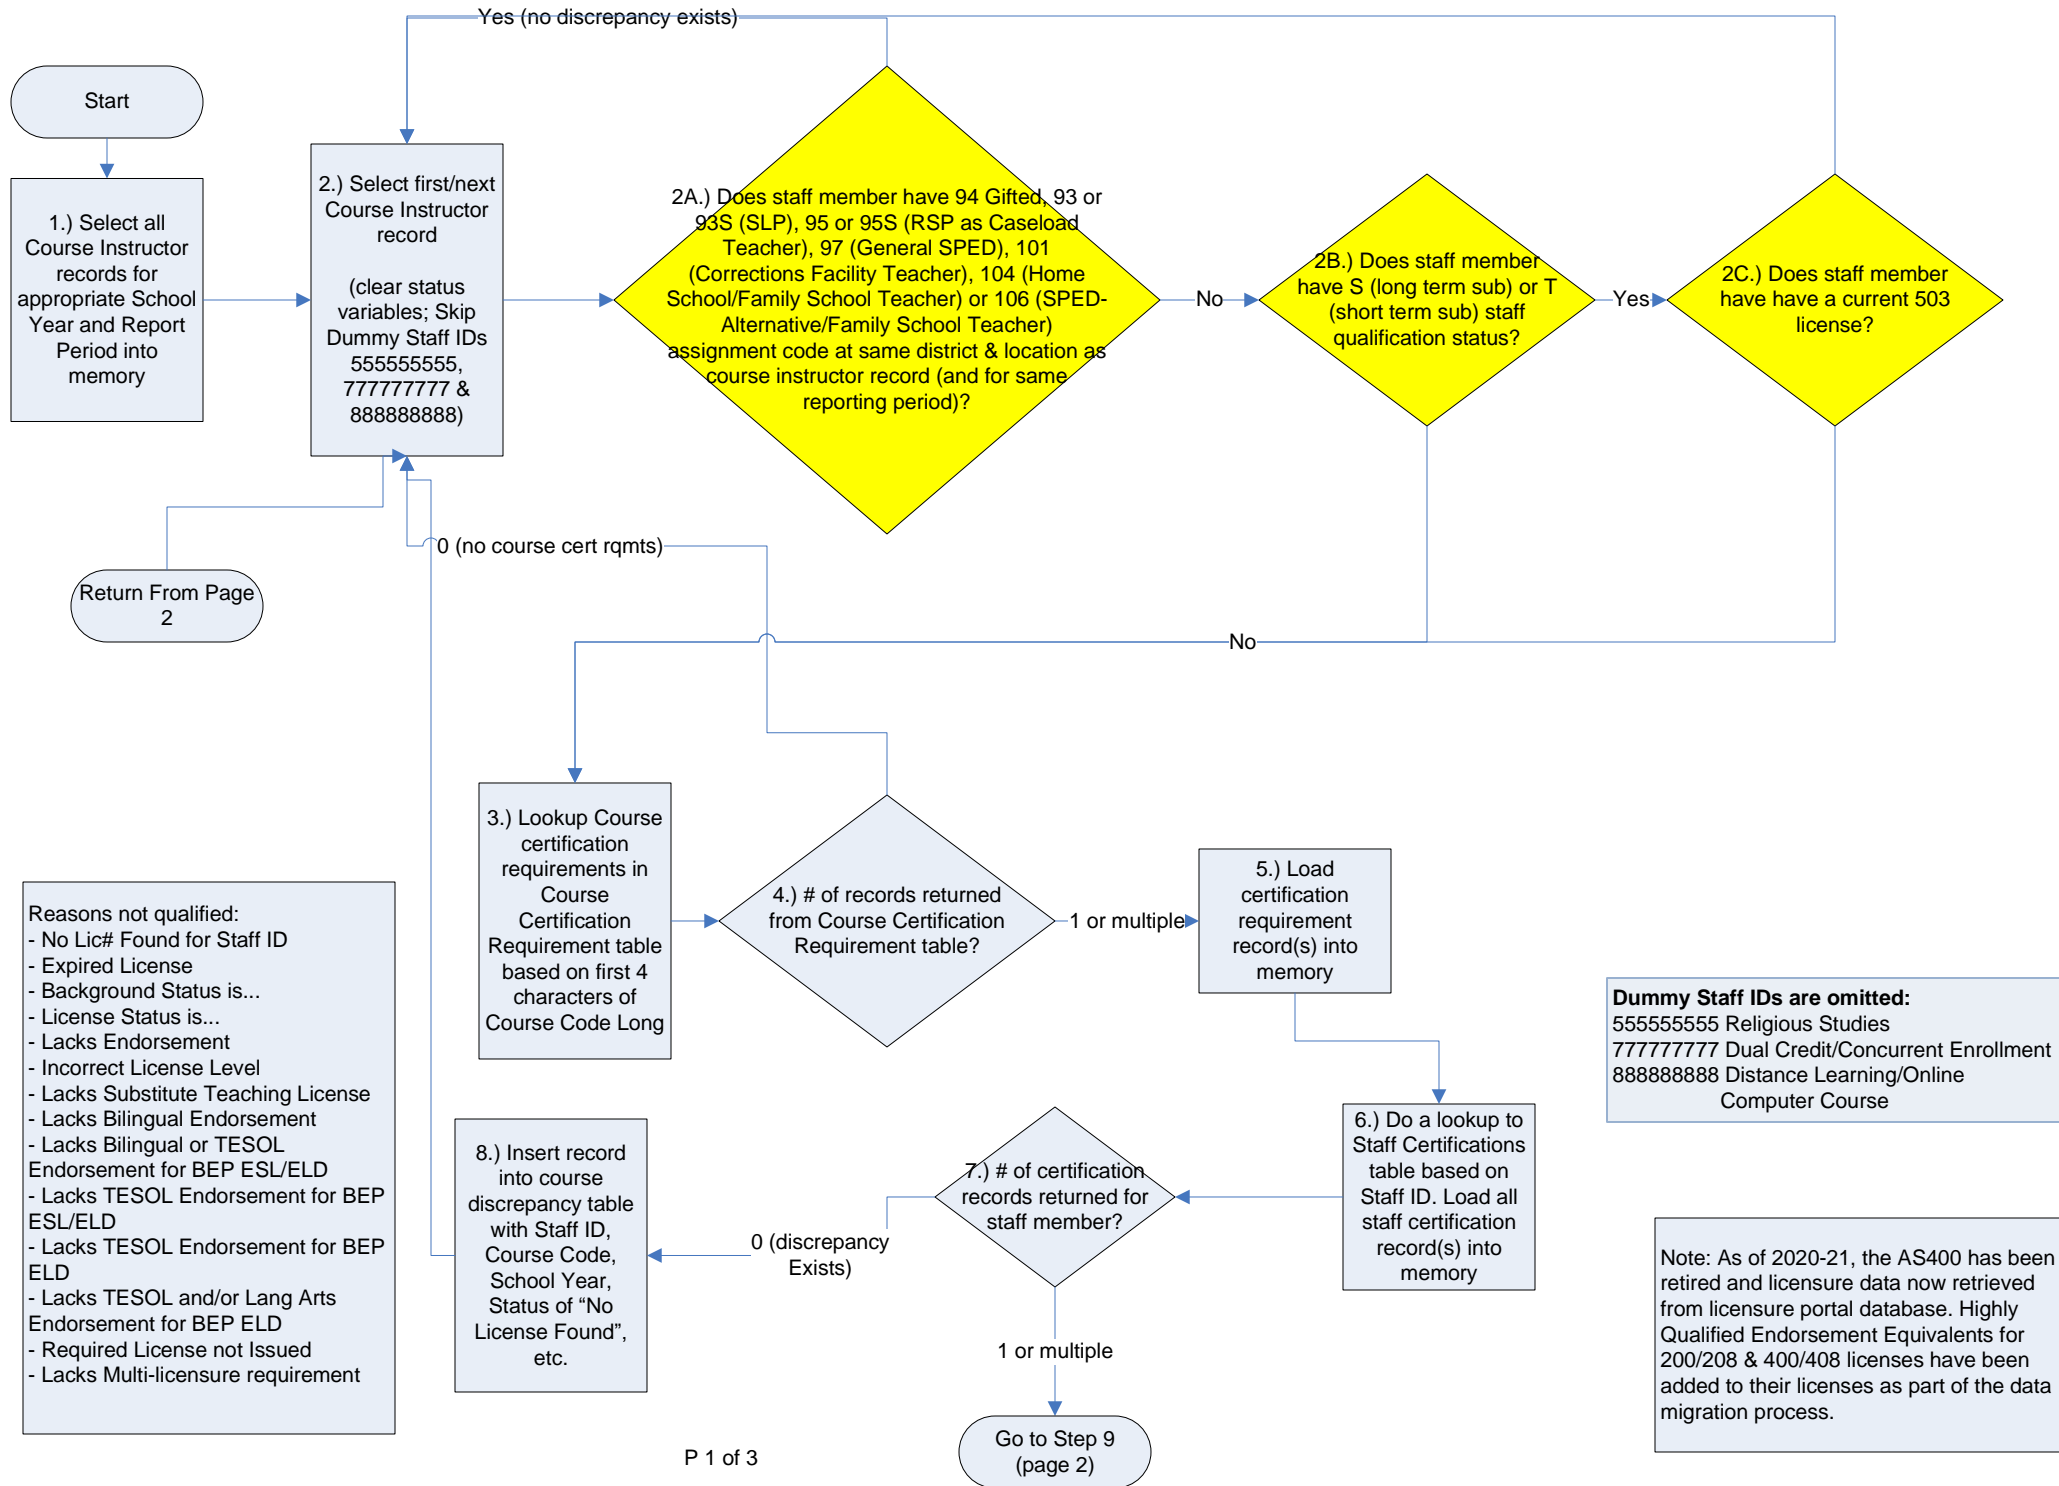 Yes (no discrepancy exists)
Start
1.) Select all
Course Instructor
records for
appropriate School
Year and Report
Period into
memory
2.) Select first/next
Course Instructor
record
(clear status
variables; Skip
Dummy Staff IDs
555555555,
777777777 &
888888888)
2A.) Does staff member have 94 Gifted, 93 or
93S (SLP), 95 or 95S (RSP as Caseload
Teacher), 97 (General SPED), 101
(Corrections Facility Teacher), 104 (Home
School/Family School Teacher) or 106 (SPED-
Alternative/Family School Teacher)
assignment code at same district & location as
course instructor record (and for same
reporting period)?
No
2B.) Does staff member
have S (long term sub) or T
(short term sub) staff
qualification status?
Yes
2C.) Does staff member
have have a current 503
license?
0 (no course cert rqmts)
Return From Page
2
No
3.) Lookup Course
certification
requirements in
Course
Certification
Requirement table
based on first 4
characters of
Course Code Long
4.) # of records returned
from Course Certification
Requirement table?
1 or multiple
5.) Load
certification
requirement
record(s) into
memory
Reasons not qualified:
- No Lic# Found for Staff ID
- Expired License
- Background Status is...
- License Status is...
- Lacks Endorsement
- Incorrect License Level
- Lacks Substitute Teaching License
- Lacks Bilingual Endorsement
- Lacks Bilingual or TESOL
Endorsement for BEP ESL/ELD
- Lacks TESOL Endorsement for BEP
ESL/ELD
- Lacks TESOL Endorsement for BEP
ELD
- Lacks TESOL and/or Lang Arts
Endorsement for BEP ELD
- Required License not Issued
- Lacks Multi-licensure requirement
Dummy Staff IDs are omitted:
555555555 Religious Studies
777777777 Dual Credit/Concurrent Enrollment
888888888 Distance Learning/Online
Computer Course
6.) Do a lookup to
Staff Certifications
table based on
Staff ID. Load all
staff certification
record(s) into
memory
7.) # of certification
records returned for
staff member?
0 (discrepancy
Exists)
8.) Insert record
into course
discrepancy table
with Staff ID,
Course Code,
School Year,
Status of “No
License Found”,
etc.
1 or multiple
Note: As of 2020-21, the AS400 has been
retired and licensure data now retrieved
from licensure portal database. Highly
Qualified Endorsement Equivalents for
200/208 & 400/408 licenses have been
added to their licenses as part of the data
migration process.
Go to Step 9
(page 2)
P 1 of 3